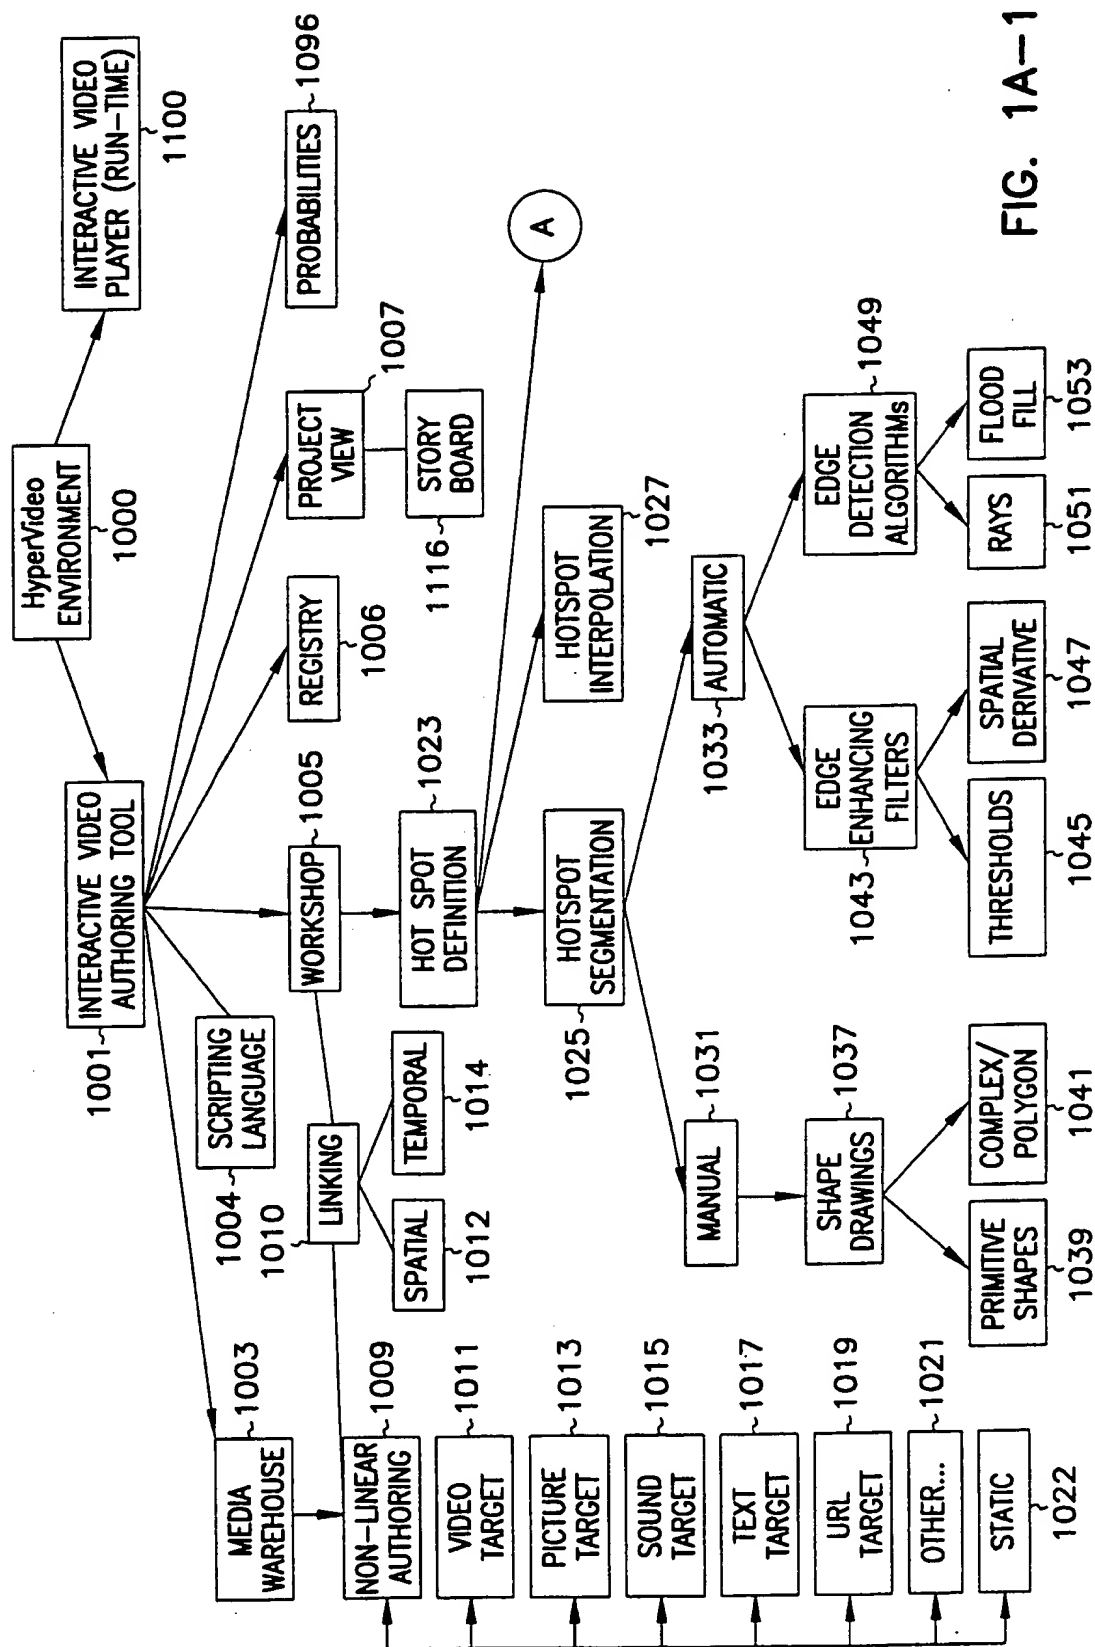 HyperVideo
ENVIRONMENT
1000
INTERACTIVE VIDEO
PLAYER (RUN-TIME)
1100
INTERACTIVE VIDEO
AUTHORING TOOL
1001
MEDIA
WAREHOUSE
1003
SCRIPTING
LANGUAGE
1004
WORKSHOP
1005
REGISTRY
1006
PROJECT
VIEW
1007
PROBABILITIES
1096
STORY
BOARD
1116
LINKING
1010
SPATIAL
1012
TEMPORAL
1014
NON-LINEAR
AUTHORING
1009
VIDEO
TARGET
1011
PICTURE
TARGET
1013
SOUND
TARGET
1015
TEXT
TARGET
1017
URL
TARGET
1019
OTHER...
1021
STATIC
1022
HOT SPOT
DEFINITION
1023
HOTSPOT
SEGMENTATION
1025
HOTSPOT
INTERPOLATION
1027
A
MANUAL
1031
AUTOMATIC
1033
SHAPE
DRAWINGS
1037
PRIMITIVE
SHAPES
1039
COMPLEX/
POLYGON
1041
EDGE
ENHANCING
FILTERS
1043
THRESHOLDS
1045
SPATIAL
DERIVATIVE
1047
EDGE
DETECTION
ALGORITHMs
1049
RAYS
1051
FLOOD
FILL
1053
FIG. 1A-1